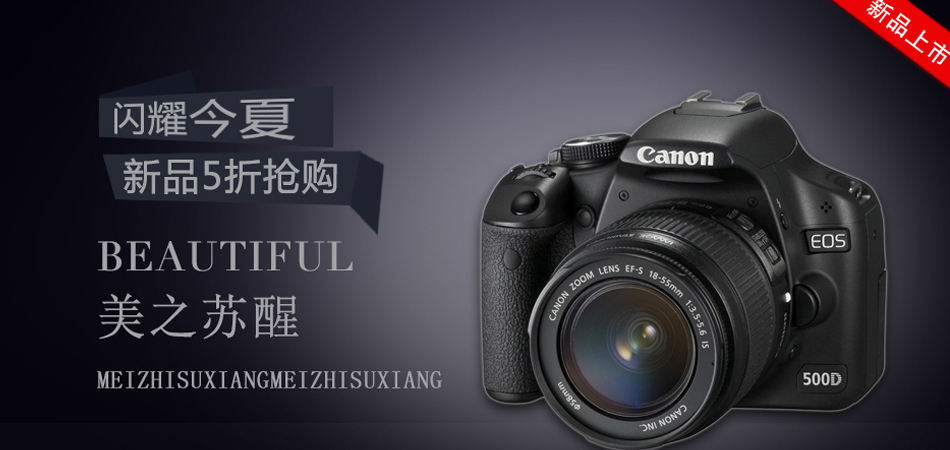 新品上市
闪耀今夏
新品5折抢购
BEAUTIFUL
美之苏醒
MEIZHISUXIANGMEIZHISUXIANG
Canon
EOS
CANON ZOOM LENS EF-S 18-55mm 1:3.5-5.6 IS
500D
CANON INC.
Φ58mm